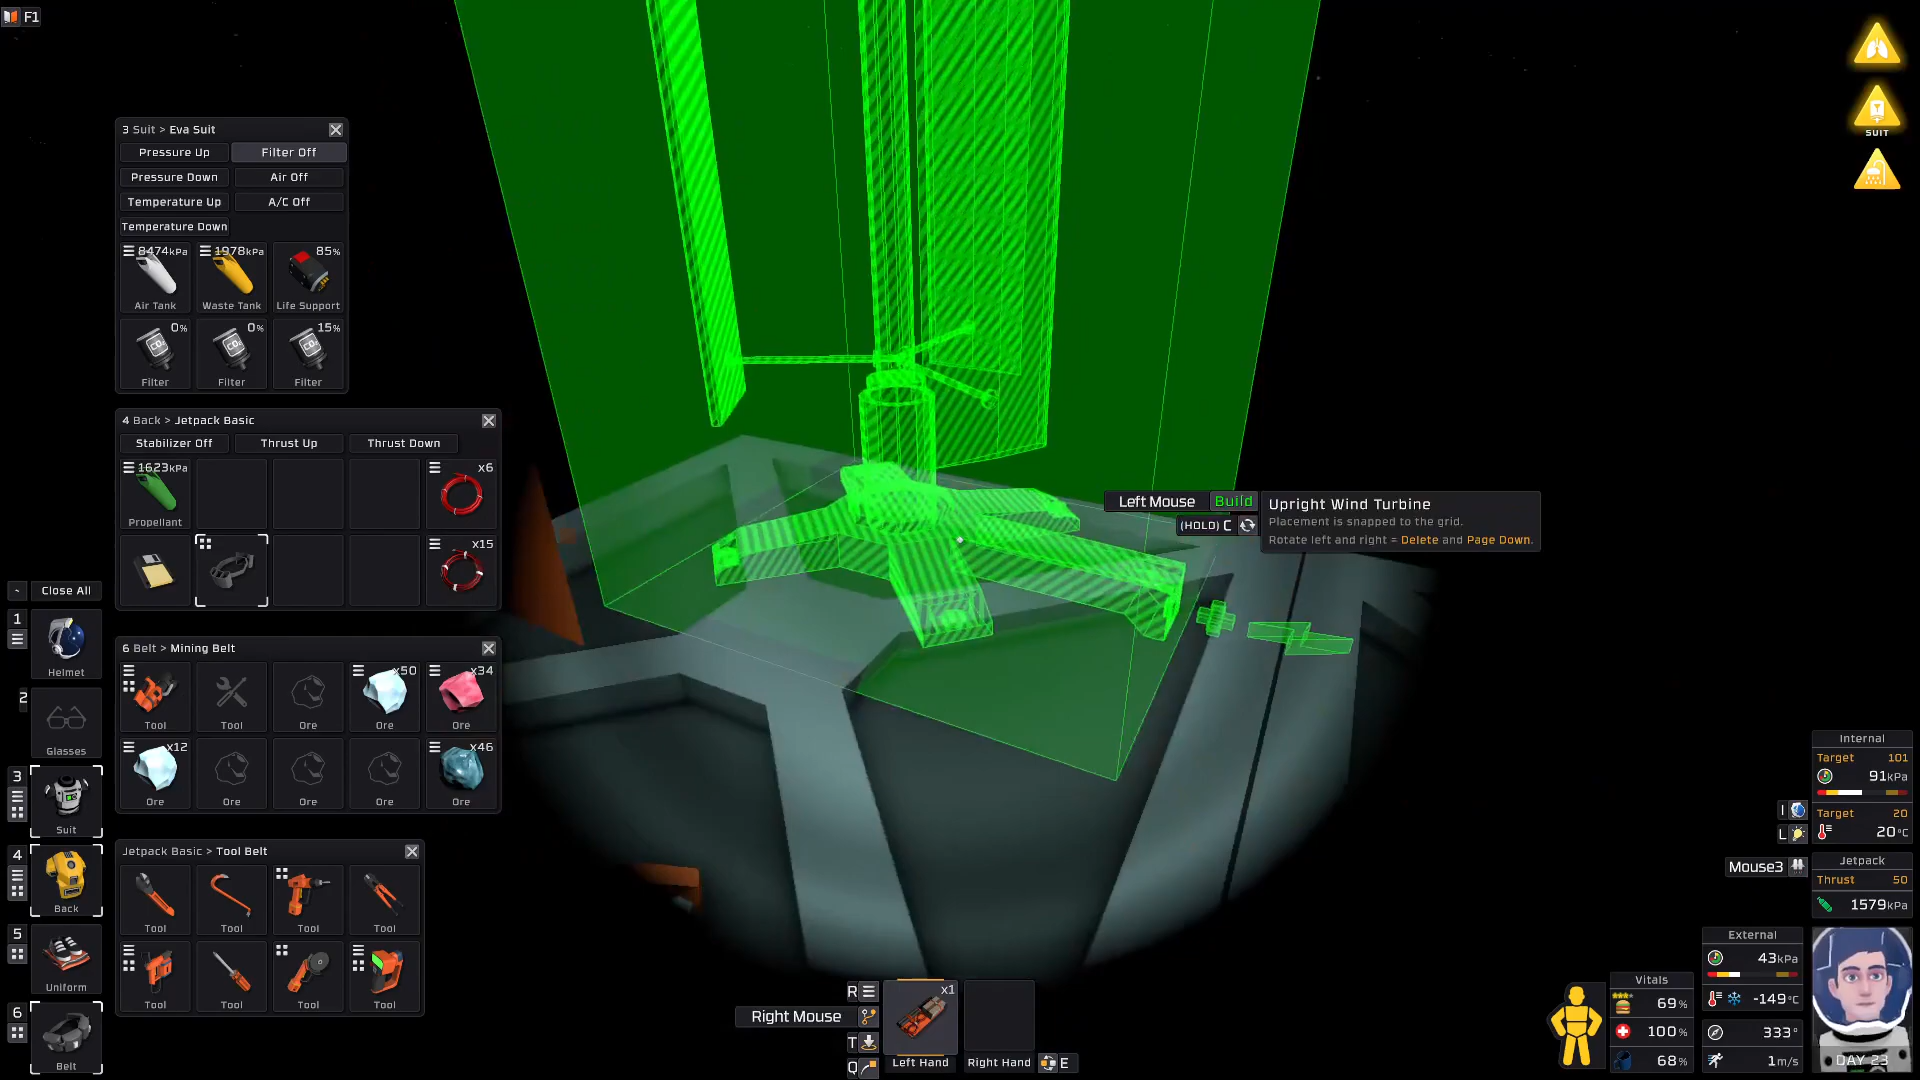 F1
SUIT
3 Suit > Eva Suit
Pressure Up Filter Off
Pressure Down Air Off
Temperature Up A/C Off
Temperature Down
8474kPa 1978kPa 85%
Air Tank Waste Tank Life Support
0% 0% 15%
CO₂ CO₂ CO₂
Filter Filter Filter
4 Back > Jetpack Basic
Stabilizer Off Thrust Up Thrust Down
1623kPa x6
Propellant
x15
6 Belt > Mining Belt
x50 x34
Tool Tool Ore Ore Ore
x12 x46
Ore Ore Ore Ore Ore
Jetpack Basic > Tool Belt
Tool Tool Tool Tool
Tool Tool Tool Tool
~ Close All
1
Helmet
2
Glasses
3
Suit
4
Back
5
Uniform
6
Belt
Left Mouse Build
(HOLD) C
Upright Wind Turbine
Placement is snapped to the grid.
Rotate left and right = Delete and Page Down.
R
Right Mouse
T
Q
x1
Left Hand Right Hand E
Internal
Target 101
91kPa
Target 20
20°C
I
L
Mouse3
Jetpack
Thrust 50
1579kPa
External
43kPa
-149°C
333°
1m/s
Vitals
69%
100%
68%
DAY 23